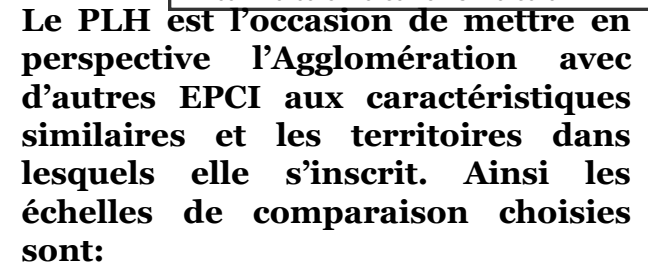 Le PLH est l’occasion de mettre en
perspective l’Agglomération avec
d’autres EPCI aux caractéristiques
similaires et les territoires dans
lesquels elle s’inscrit. Ainsi les
échelles de comparaison choisies
sont: